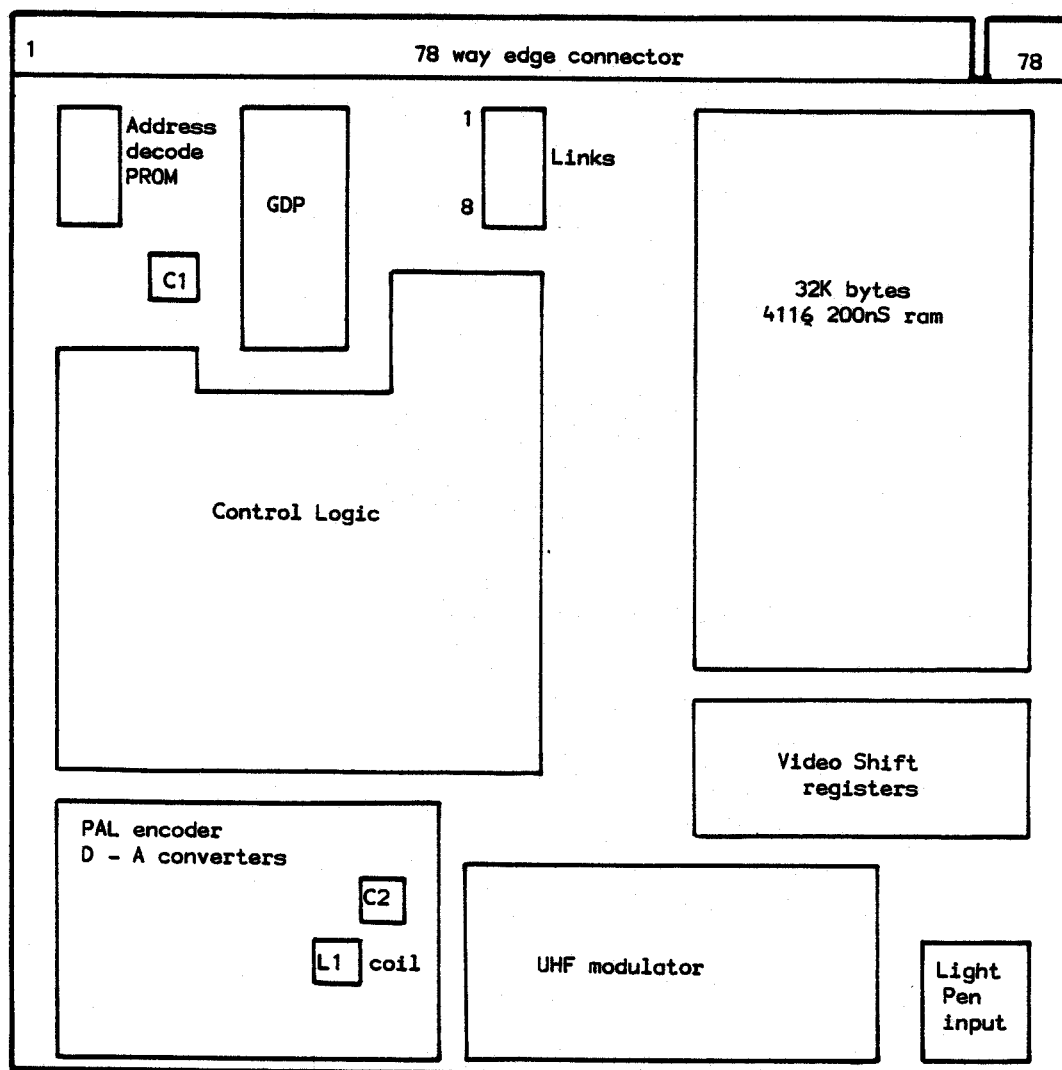 1
78 way edge connector
78
Address
decode
PROM
GDP
1
8
Links
C1
32K bytes
4116 200nS ram
Control Logic
Video Shift
registers
PAL encoder
D - A converters
C2
L1 coil
UHF modulator
Light
Pen
input